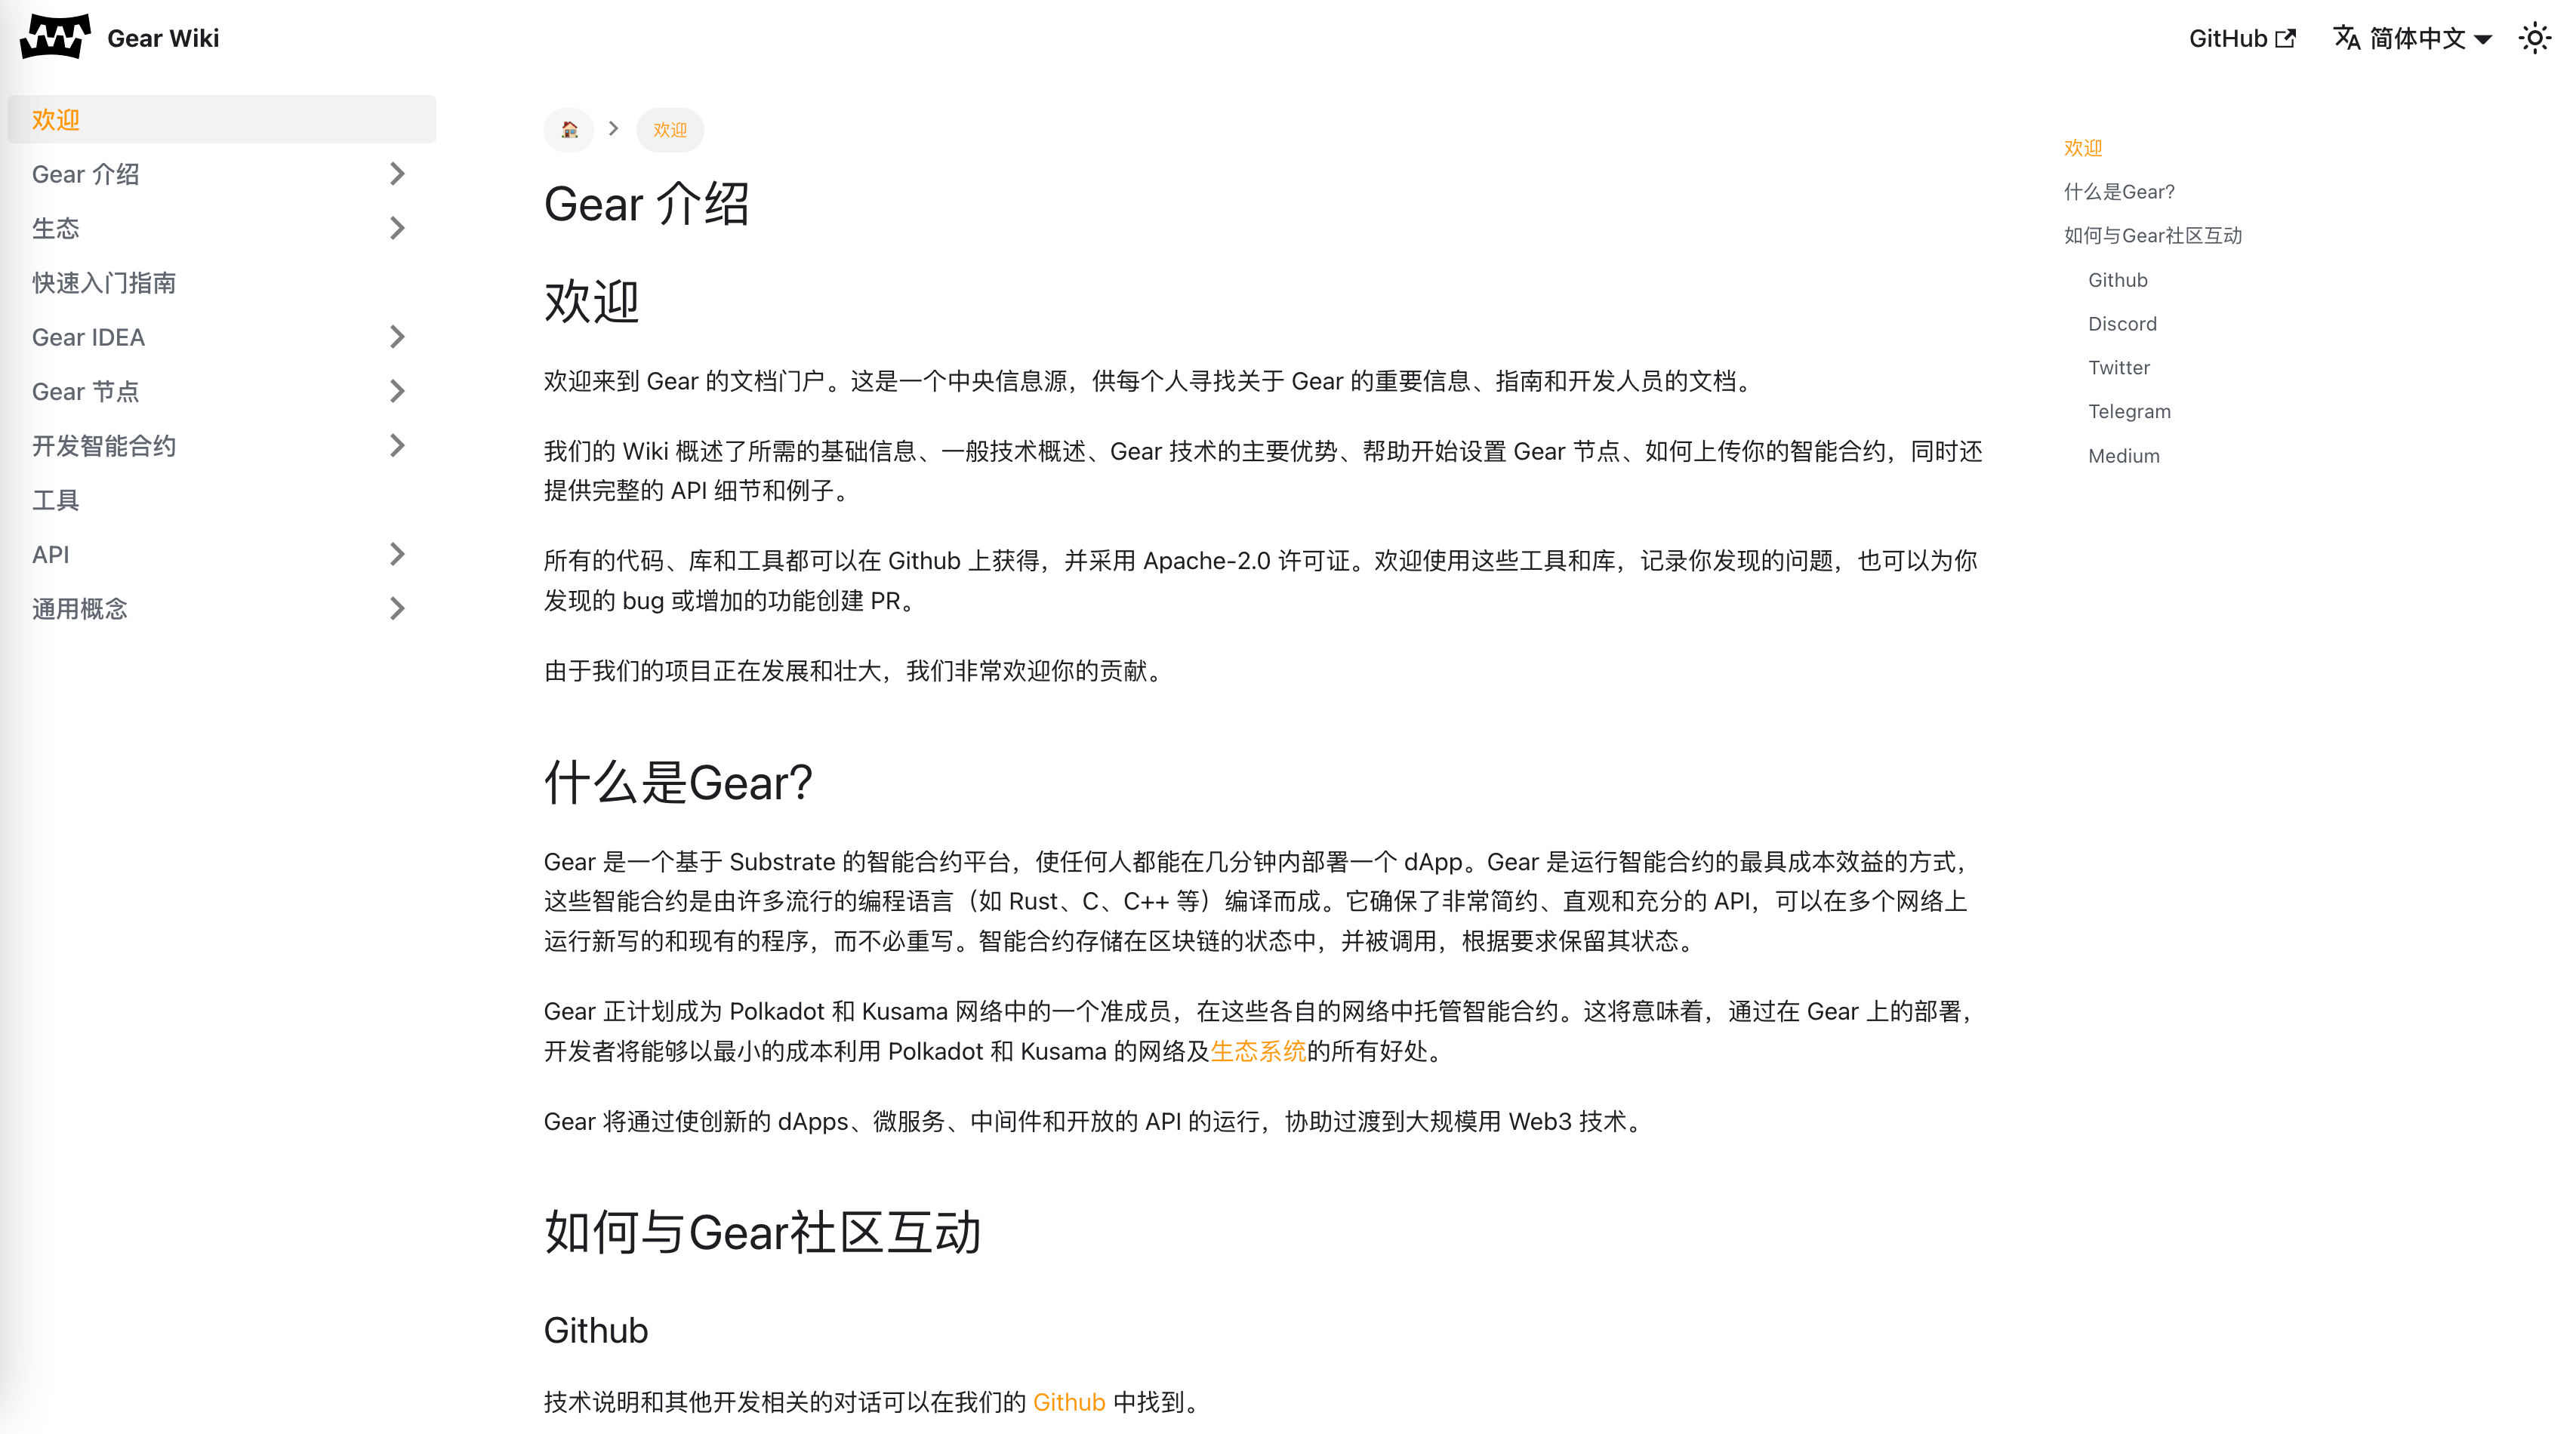 Gear Wiki
GitHub
简体中文
欢迎
Gear 介绍
生态
快速入门指南
Gear IDEA
Gear 节点
开发智能合约
工具
API
通用概念
欢迎
Gear 介绍
欢迎
欢迎来到 Gear 的文档门户。这是一个中央信息源，供每个人寻找关于 Gear 的重要信息、指南和开发人员的文档。
我们的 Wiki 概述了所需的基础信息、一般技术概述、Gear 技术的主要优势、帮助开始设置 Gear 节点、如何上传你的智能合约，同时还
提供完整的 API 细节和例子。
所有的代码、库和工具都可以在 Github 上获得，并采用 Apache-2.0 许可证。欢迎使用这些工具和库，记录你发现的问题，也可以为你
发现的 bug 或增加的功能创建 PR。
由于我们的项目正在发展和壮大，我们非常欢迎你的贡献。
什么是Gear?
Gear 是一个基于 Substrate 的智能合约平台，使任何人都能在几分钟内部署一个 dApp。Gear 是运行智能合约的最具成本效益的方式，
这些智能合约是由许多流行的编程语言（如 Rust、C、C++ 等）编译而成。它确保了非常简约、直观和充分的 API，可以在多个网络上
运行新写的和现有的程序，而不必重写。智能合约存储在区块链的状态中，并被调用，根据要求保留其状态。
Gear 正计划成为 Polkadot 和 Kusama 网络中的一个准成员，在这些各自的网络中托管智能合约。这将意味着，通过在 Gear 上的部署，
开发者将能够以最小的成本利用 Polkadot 和 Kusama 的网络及生态系统的所有好处。
Gear 将通过使创新的 dApps、微服务、中间件和开放的 API 的运行，协助过渡到大规模用 Web3 技术。
如何与Gear社区互动
Github
技术说明和其他开发相关的对话可以在我们的 Github 中找到。
欢迎
什么是Gear?
如何与Gear社区互动
Github
Discord
Twitter
Telegram
Medium